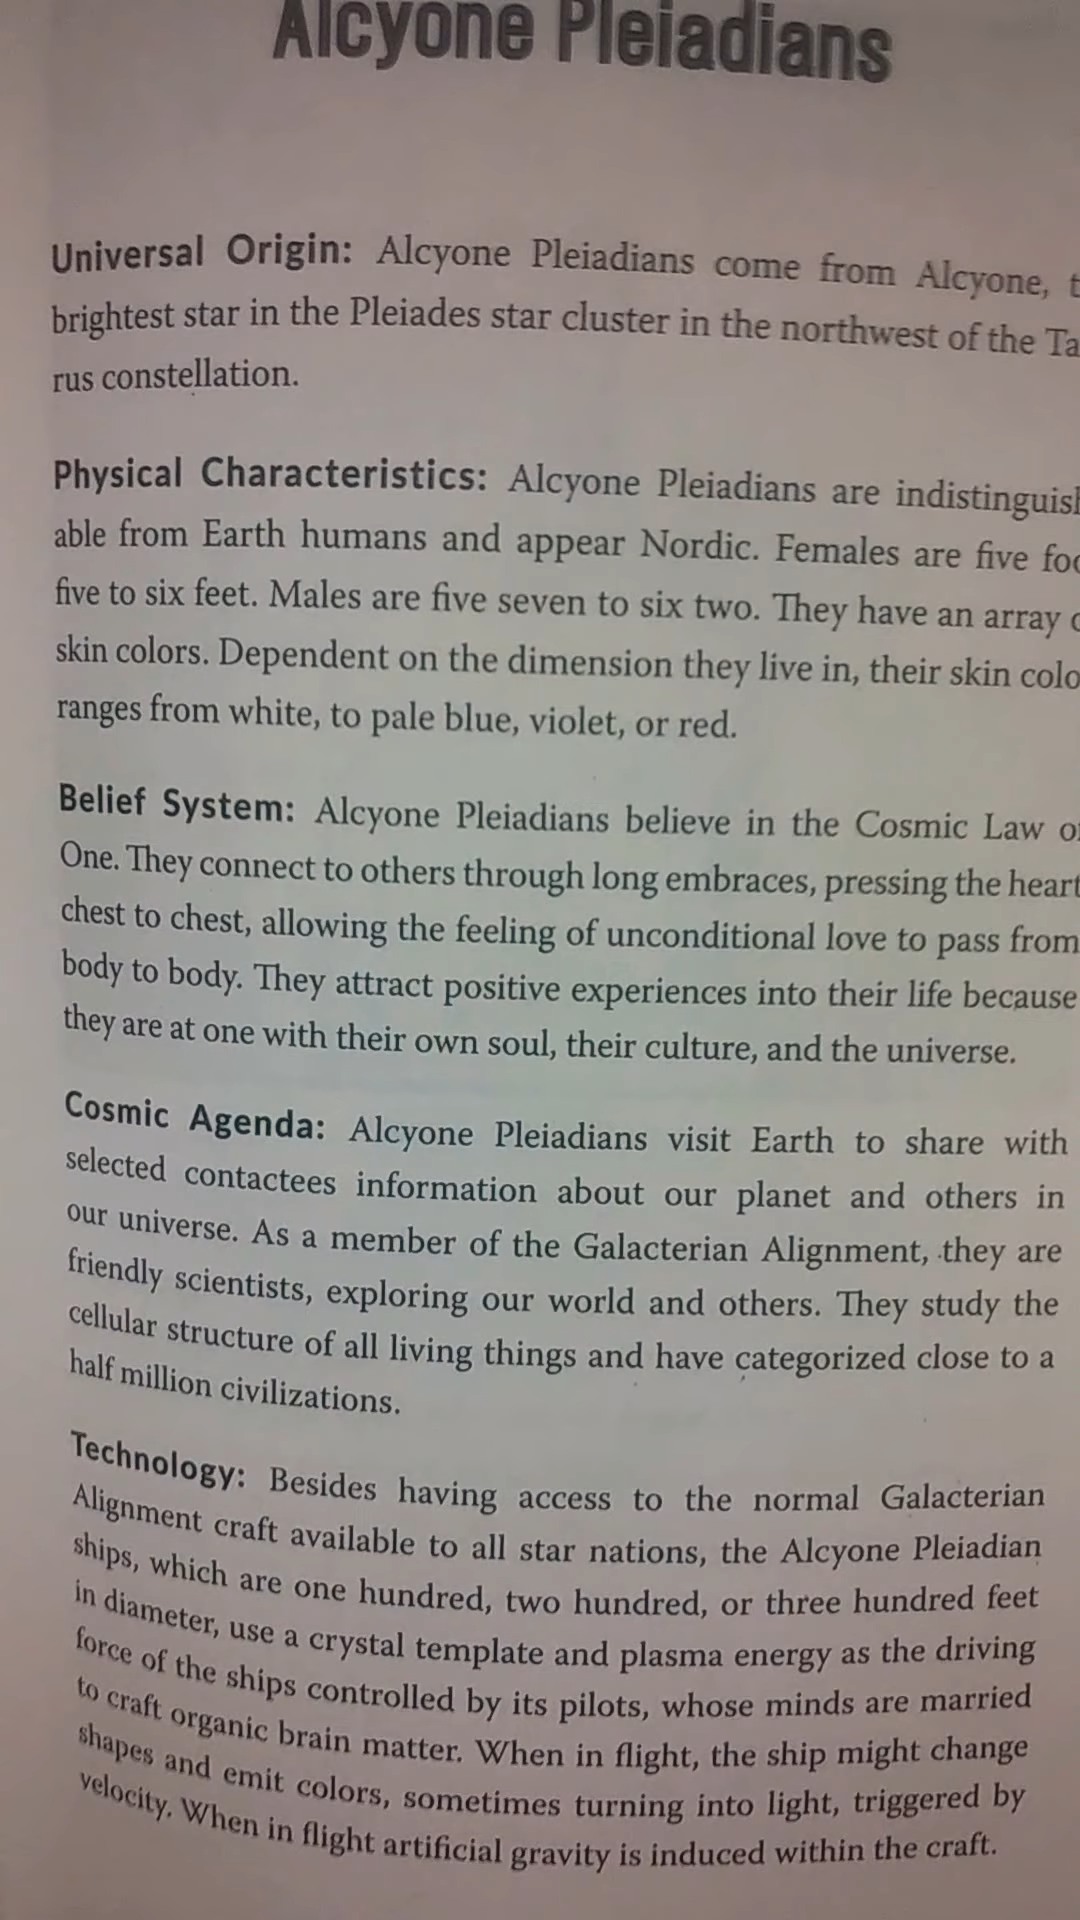 Alcyone Pleiadians
Universal Origin: Alcyone Pleiadians come from Alcyone, t
brightest star in the Pleiades star cluster in the northwest of the Ta
rus constellation.
Physical Characteristics: Alcyone Pleiadians are indistinguish
able from Earth humans and appear Nordic. Females are five foo
five to six feet. Males are five seven to six two. They have an array o
skin colors. Dependent on the dimension they live in, their skin colo
ranges from white, to pale blue, violet, or red.
Belief System: Alcyone Pleiadians believe in the Cosmic Law of
One. They connect to others through long embraces, pressing the heart
chest to chest, allowing the feeling of unconditional love to pass from
body to body. They attract positive experiences into their life because
they are at one with their own soul, their culture, and the universe.
Cosmic Agenda: Alcyone Pleiadians visit Earth to share with
selected contactees information about our planet and others in
our universe. As a member of the Galacterian Alignment, they are
friendly scientists, exploring our world and others. They study the
cellular structure of all living things and have categorized close to a
half million civilizations.
Technology: Besides having access to the normal Galacterian
Alignment craft available to all star nations, the Alcyone Pleiadian
ships, which are one hundred, two hundred, or three hundred feet
in diameter, use a crystal template and plasma energy as the driving
force of the ships controlled by its pilots, whose minds are married
to craft organic brain matter. When in flight, the ship might change
shapes and emit colors, sometimes turning into light, triggered by
velocity. When in flight artificial gravity is induced within the craft.